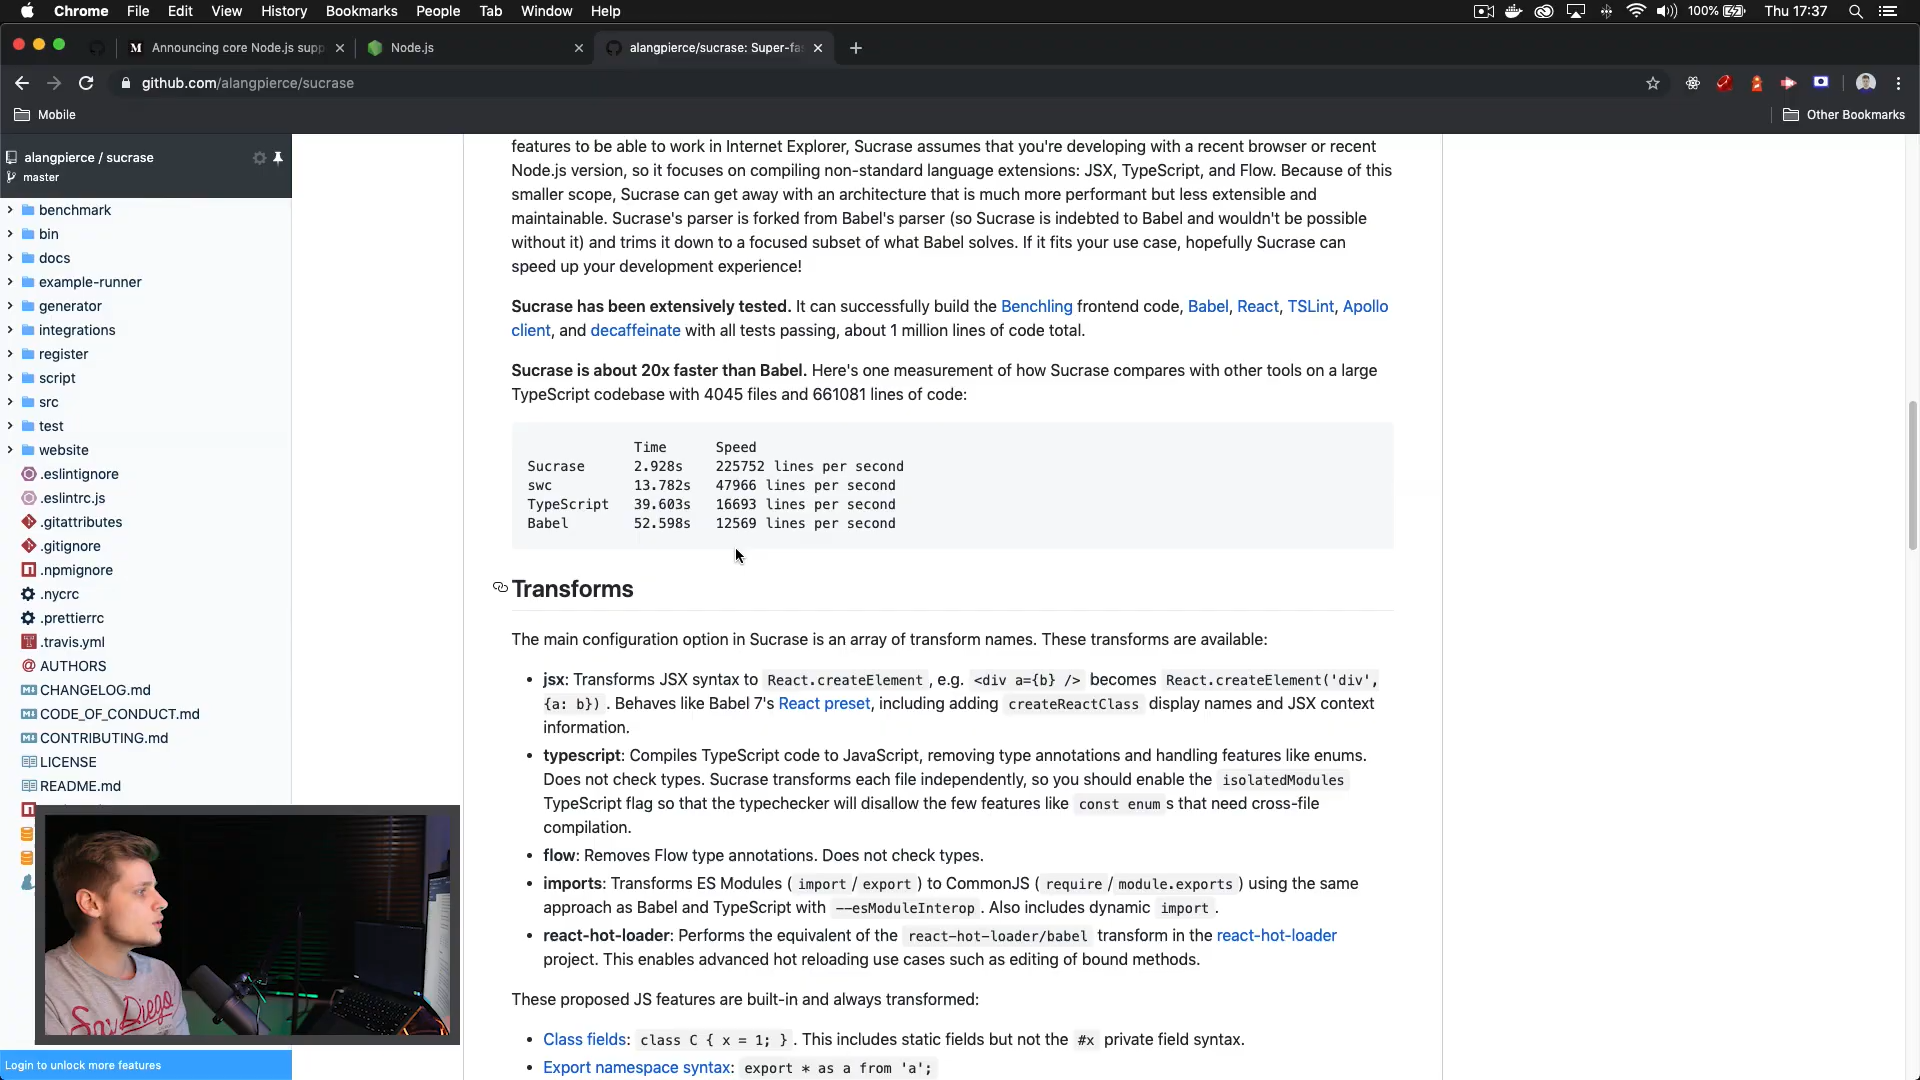 Chrome File Edit View History Bookmarks People Tab Window Help 100% Thu 17:37
Announcing core Node.js supp Node.js alangpierce/sucrase: Super-fa
github.com/alangpierce/sucrase
Mobile Other Bookmarks
alangpierce / sucrase
master
benchmark
bin
docs
example-runner
generator
integrations
register
script
src
test
website
.eslintignore
.eslintrc.js
.gitattributes
.gitignore
.npmignore
.nycrc
.prettierrc
.travis.yml
AUTHORS
CHANGELOG.md
CODE_OF_CONDUCT.md
CONTRIBUTING.md
LICENSE
README.md
Login to unlock more features
features to be able to work in Internet Explorer, Sucrase assumes that you're developing with a recent browser or recent
Node.js version, so it focuses on compiling non-standard language extensions: JSX, TypeScript, and Flow. Because of this
smaller scope, Sucrase can get away with an architecture that is much more performant but less extensible and
maintainable. Sucrase's parser is forked from Babel's parser (so Sucrase is indebted to Babel and wouldn't be possible
without it) and trims it down to a focused subset of what Babel solves. If it fits your use case, hopefully Sucrase can
speed up your development experience!
Sucrase has been extensively tested. It can successfully build the Benchling frontend code, Babel, React, TSLint, Apollo
client, and decaffeinate with all tests passing, about 1 million lines of code total.
Sucrase is about 20x faster than Babel. Here's one measurement of how Sucrase compares with other tools on a large
TypeScript codebase with 4045 files and 661081 lines of code:
Time Speed
Sucrase 2.928s 225752 lines per second
swc 13.782s 47966 lines per second
TypeScript 39.603s 16693 lines per second
Babel 52.598s 12569 lines per second
Transforms
The main configuration option in Sucrase is an array of transform names. These transforms are available:
• jsx: Transforms JSX syntax to React.createElement, e.g. <div a={b} /> becomes React.createElement('div',
{a: b}). Behaves like Babel 7's React preset, including adding createReactClass display names and JSX context
information.
• typescript: Compiles TypeScript code to JavaScript, removing type annotations and handling features like enums.
Does not check types. Sucrase transforms each file independently, so you should enable the isolatedModules
TypeScript flag so that the typechecker will disallow the few features like const enum s that need cross-file
compilation.
• flow: Removes Flow type annotations. Does not check types.
• imports: Transforms ES Modules ( import / export ) to CommonJS ( require / module.exports ) using the same
approach as Babel and TypeScript with --esModuleInterop. Also includes dynamic import.
• react-hot-loader: Performs the equivalent of the react-hot-loader/babel transform in the react-hot-loader
project. This enables advanced hot reloading use cases such as editing of bound methods.
These proposed JS features are built-in and always transformed:
• Class fields: class C { x = 1; }. This includes static fields but not the #x private field syntax.
• Export namespace syntax: export * as a from 'a';
San Diego